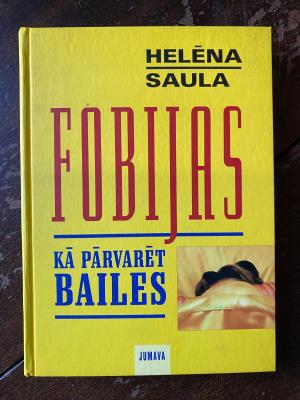 HELĒNA
SAULA
FOBIJAS
KĀ PĀRVARĒT
BAILES
JUMAVA